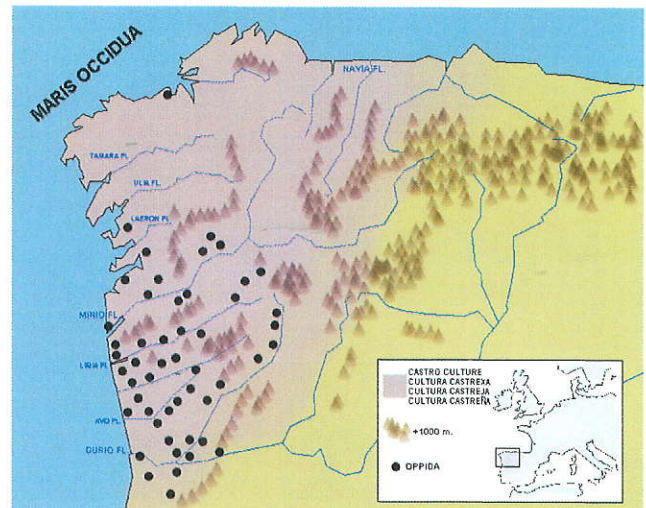 MARIS OCCIDUA
NAVIA FL.
TAMARA FL.
ULIA FL.
LAERON FL.
MINIO FL.
LIMIA FL.
AVO FL.
DURIO FL.
CASTRO CULTURE
CULTURA CASTREXA
CULTURA CASTREJA
CULTURA CASTREÑA
+1000 m.
OPPIDA